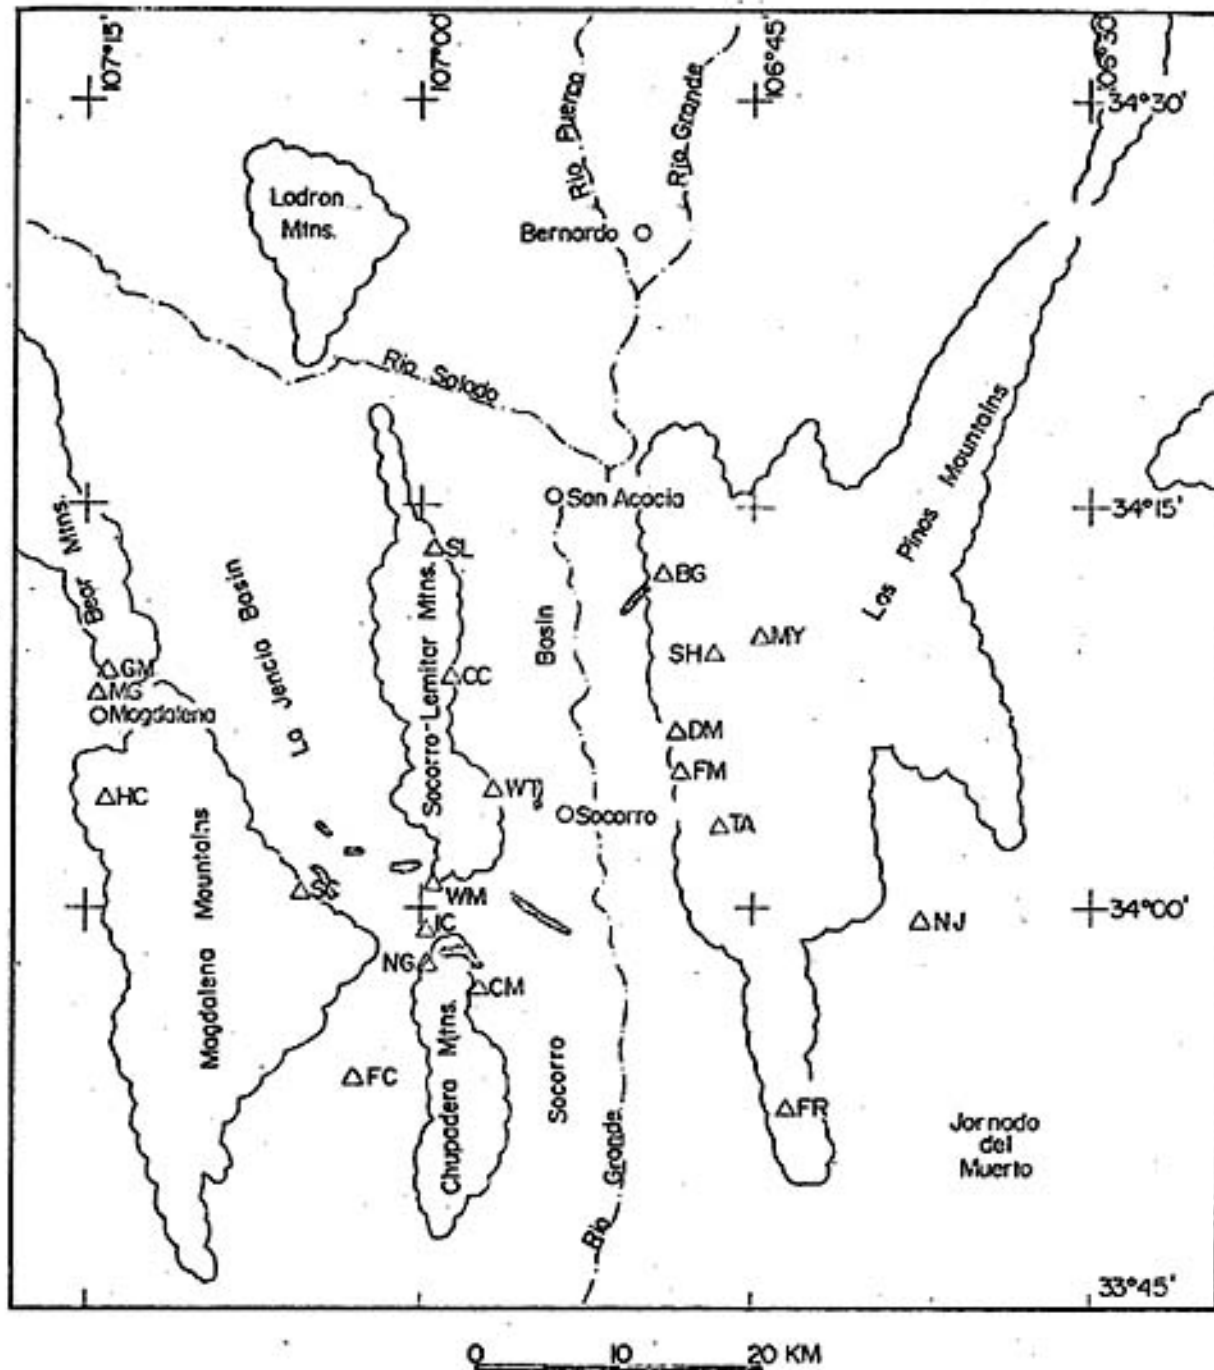 107°15'
107°00'
106°45'
106°30'
34°30'
Rio Puerco
Rio Grande
Lodron
Mtns.
Bernardo
Rio Salado
Los Pinos Mountains
San Acacia
34°15'
Bear Mtns.
La Jencia Basin
SL
Socorro-Lemitar Mtns.
Basin
BG
SH
MY
GM
MG
Magdalena
CC
DM
FM
HC
WT
Socorro
TA
Magdalena Mountains
WM
34°00'
IC
NJ
NG
CM
Chupadera Mtns.
FC
Socorro
FR
Rio Grande
Jornado
del
Muerto
33°45'
0 10 20 KM